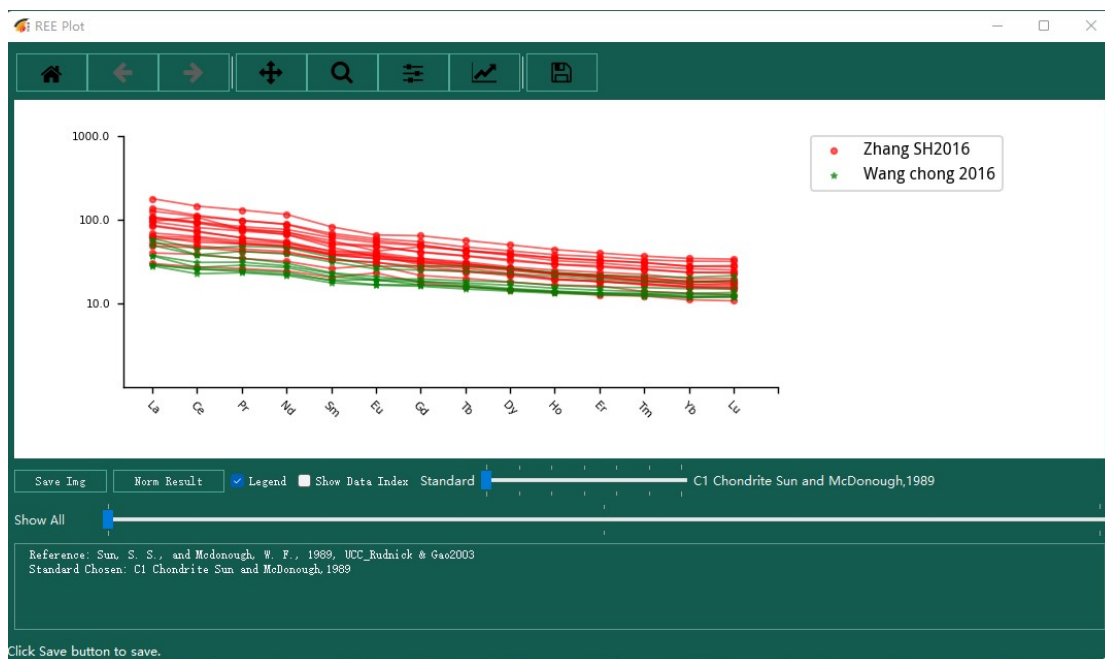 REE Plot
1000.0
100.0
10.0
Zhang SH2016
Wang chong 2016
La Ce Pr Nd Sm Eu Gd Tb Dy Ho Er Tm Yb Lu
Save Img Norm Result Legend Show Data Index Standard C1 Chondrite Sun and McDonough,1989
Show All
Reference: Sun, S. S., and Mcdonough, W. F., 1989, UCC_Rudnick & Gao2003
Standard Chosen: C1 Chondrite Sun and McDonough,1989
Click Save button to save.